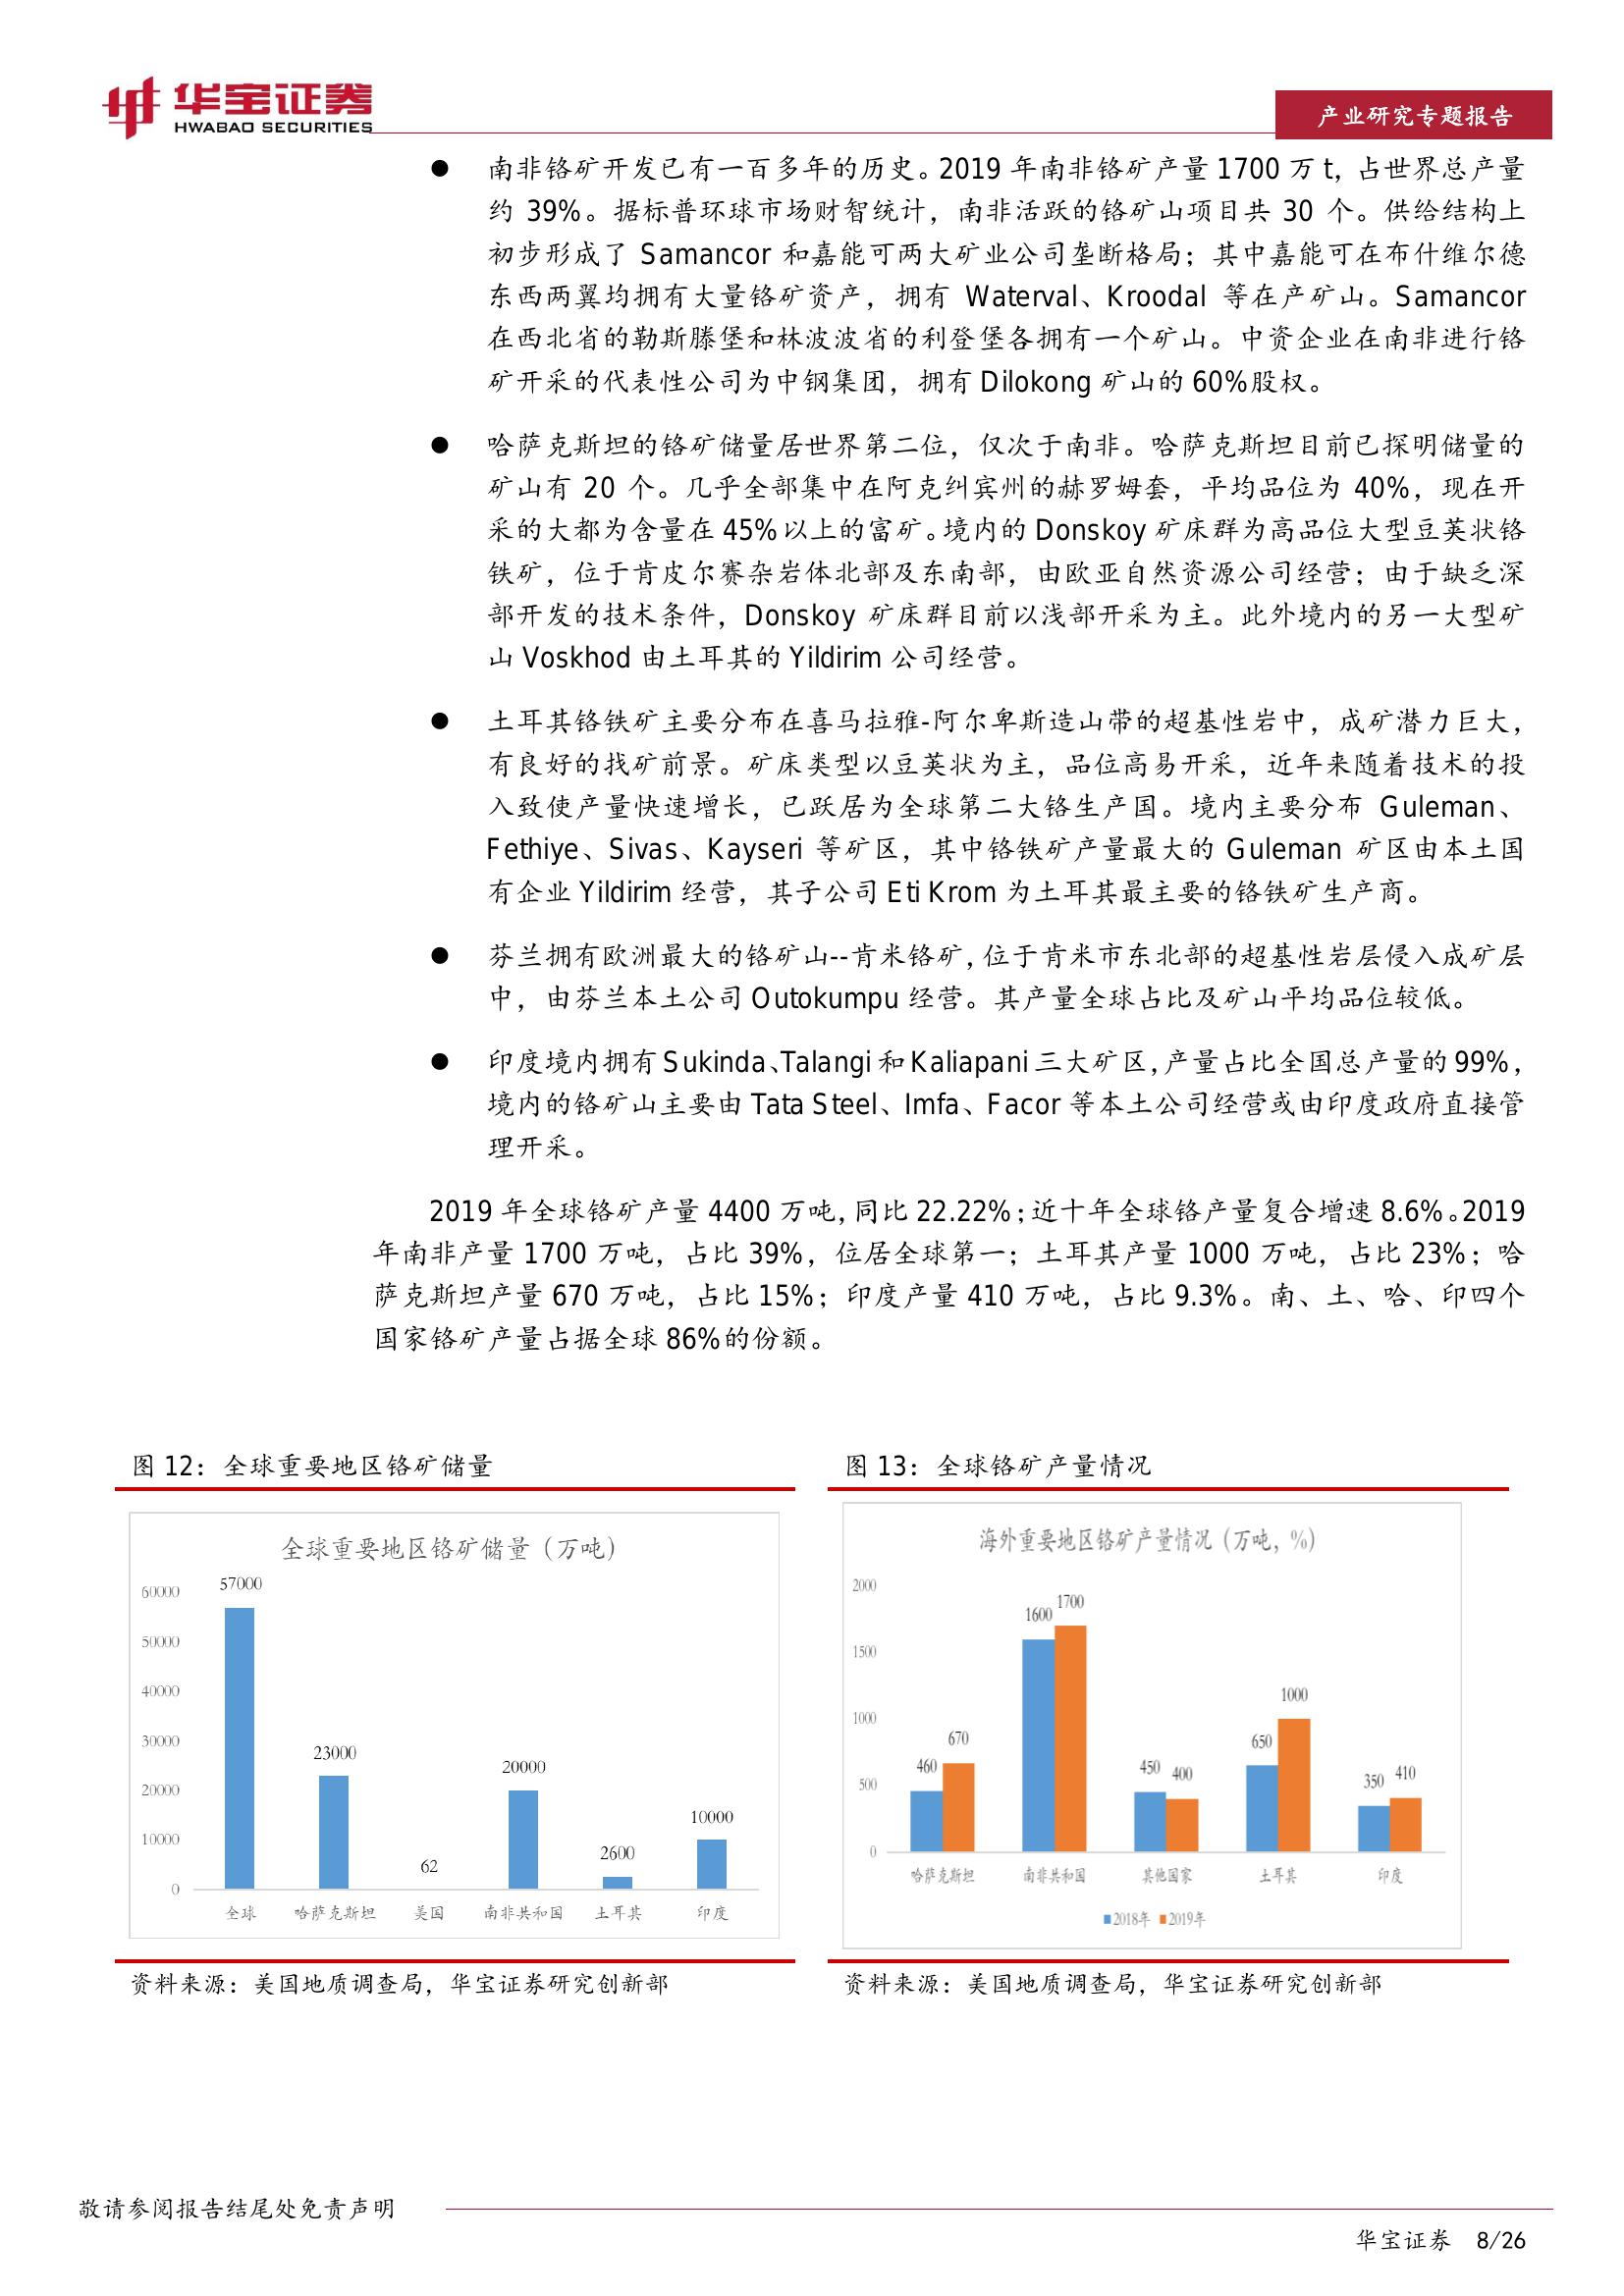 华宝证券
HWABAO SECURITIES
产业研究专题报告
● 南非铬矿开发已有一百多年的历史。2019 年南非铬矿产量 1700 万 t，占世界总产量
约 39%。据标普环球市场财智统计，南非活跃的铬矿山项目共 30 个。供给结构上
初步形成了 Samancor 和嘉能可两大矿业公司垄断格局；其中嘉能可在布什维尔德
东西两翼均拥有大量铬矿资产，拥有 Waterval、Kroodal 等在产矿山。Samancor
在西北省的勒斯滕堡和林波波省的利登堡各拥有一个矿山。中资企业在南非进行铬
矿开采的代表性公司为中钢集团，拥有 Dilokong 矿山的 60%股权。
● 哈萨克斯坦的铬矿储量居世界第二位，仅次于南非。哈萨克斯坦目前已探明储量的
矿山有 20 个。几乎全部集中在阿克纠宾州的赫罗姆套，平均品位为 40%，现在开
采的大都为含量在 45%以上的富矿。境内的 Donskoy 矿床群为高品位大型豆荚状铬
铁矿，位于肯皮尔赛杂岩体北部及东南部，由欧亚自然资源公司经营；由于缺乏深
部开发的技术条件，Donskoy 矿床群目前以浅部开采为主。此外境内的另一大型矿
山 Voskhod 由土耳其的 Yildirim 公司经营。
● 土耳其铬铁矿主要分布在喜马拉雅-阿尔卑斯造山带的超基性岩中，成矿潜力巨大，
有良好的找矿前景。矿床类型以豆荚状为主，品位高易开采，近年来随着技术的投
入致使产量快速增长，已跃居为全球第二大铬生产国。境内主要分布 Guleman、
Fethiye、Sivas、Kayseri 等矿区，其中铬铁矿产量最大的 Guleman 矿区由本土国
有企业 Yildirim 经营，其子公司 Eti Krom 为土耳其最主要的铬铁矿生产商。
● 芬兰拥有欧洲最大的铬矿山--肯米铬矿，位于肯米市东北部的超基性岩层侵入成矿层
中，由芬兰本土公司 Outokumpu 经营。其产量全球占比及矿山平均品位较低。
● 印度境内拥有 Sukinda、Talangi 和 Kaliapani 三大矿区，产量占比全国总产量的 99%，
境内的铬矿山主要由 Tata Steel、Imfa、Facor 等本土公司经营或由印度政府直接管
理开采。
2019 年全球铬矿产量 4400 万吨，同比 22.22%；近十年全球铬产量复合增速 8.6%。2019
年南非产量 1700 万吨，占比 39%，位居全球第一；土耳其产量 1000 万吨，占比 23%；哈
萨克斯坦产量 670 万吨，占比 15%；印度产量 410 万吨，占比 9.3%。南、土、哈、印四个
国家铬矿产量占据全球 86%的份额。
图 12：全球重要地区铬矿储量
全球重要地区铬矿储量（万吨）
60000
50000
40000
30000
20000
10000
0
57000
23000
62
20000
2600
10000
全球 哈萨克斯坦 美国 南非共和国 土耳其 印度
资料来源：美国地质调查局，华宝证券研究创新部
图 13：全球铬矿产量情况
海外重要地区铬矿产量情况（万吨，%）
2000
1500
1000
500
0
460 670
1600 1700
450 400
650 1000
350 410
哈萨克斯坦 南非共和国 其他国家 土耳其 印度
2018年 2019年
资料来源：美国地质调查局，华宝证券研究创新部
敬请参阅报告结尾处免责声明
华宝证券 8/26